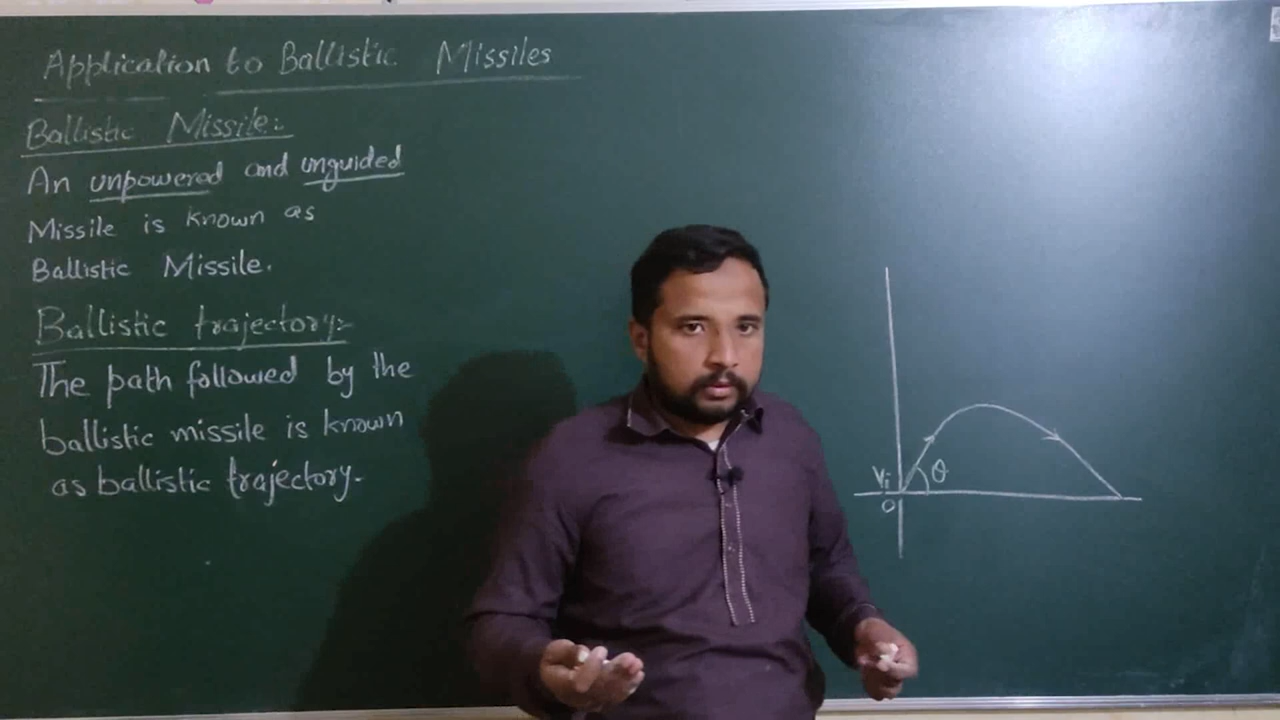 Application to Ballistic Missiles
Ballistic Missile:-
An unpowered and unguided
Missile is known as
Ballistic Missile.
Ballistic trajectory:-
The path followed by the
ballistic missile is known
as ballistic trajectory.
Vi θ
O